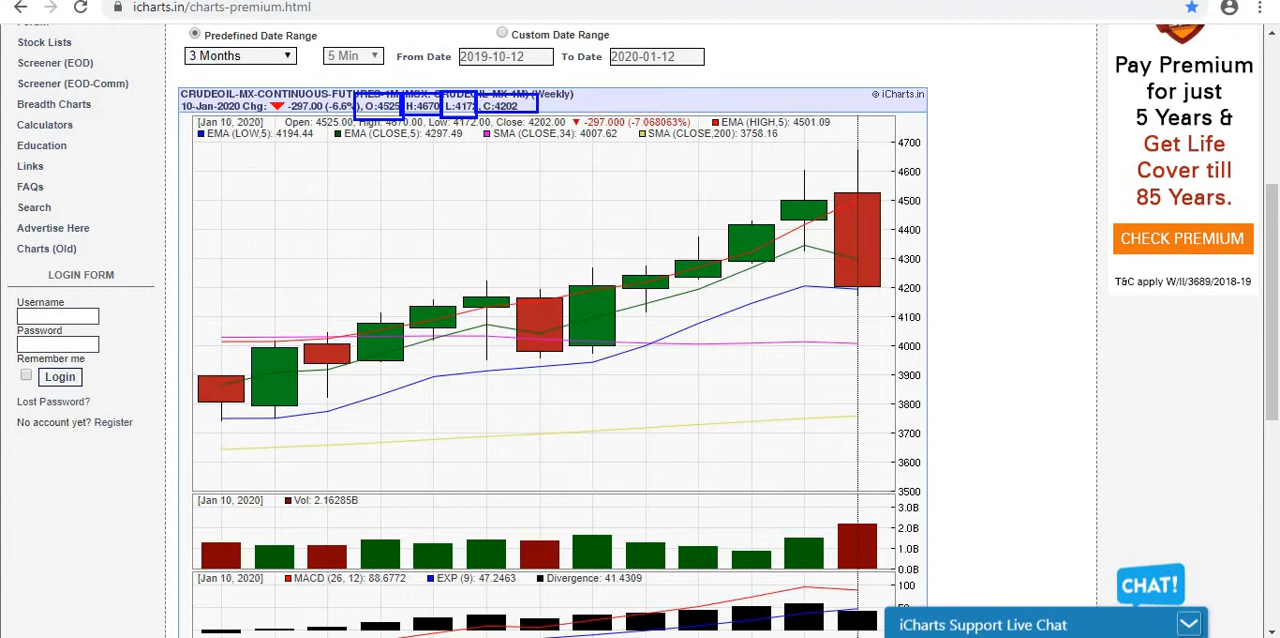 icharts.in/charts-premium.html
Stock Lists
Screener (EOD)
Screener (EOD-Comm)
Breadth Charts
Calculators
Education
Links
FAQs
Search
Advertise Here
Charts (Old)
LOGIN FORM
Username
Password
Remember me
Login
Lost Password?
No account yet? Register
Predefined Date Range
Custom Date Range
3 Months
5 Min
From Date
2019-10-12
To Date
2020-01-12
CRUDEOIL-MX-CONTINUOUS-FUTURES-1M (MCX: CRUDEOIL-MX-1M) (Weekly)
10-Jan-2020 Chg: -297.00 (-6.6%), O:4525 H:4670 L:4172, C:4202
© iCharts.in
[Jan 10, 2020] Open: 4525.00, High: 4670.00, Low: 4172.00, Close: 4202.00 ▼ -297.000 (-7.068063%) EMA (HIGH,5): 4501.09
EMA (LOW,5): 4194.44 EMA (CLOSE,5): 4297.49 SMA (CLOSE,34): 4007.62 SMA (CLOSE,200): 3758.16
4700
4600
4500
4400
4300
4200
4100
4000
3900
3800
3700
3600
3500
[Jan 10, 2020] Vol: 2.16285B
3.0B
2.0B
1.0B
0.0B
[Jan 10, 2020] MACD (26, 12): 88.6772 EXP (9): 47.2463 Divergence: 41.4309
100
Pay Premium
for just
5 Years &
Get Life
Cover till
85 Years.
CHECK PREMIUM
T&C apply W/II/3689/2018-19
CHAT!
iCharts Support Live Chat